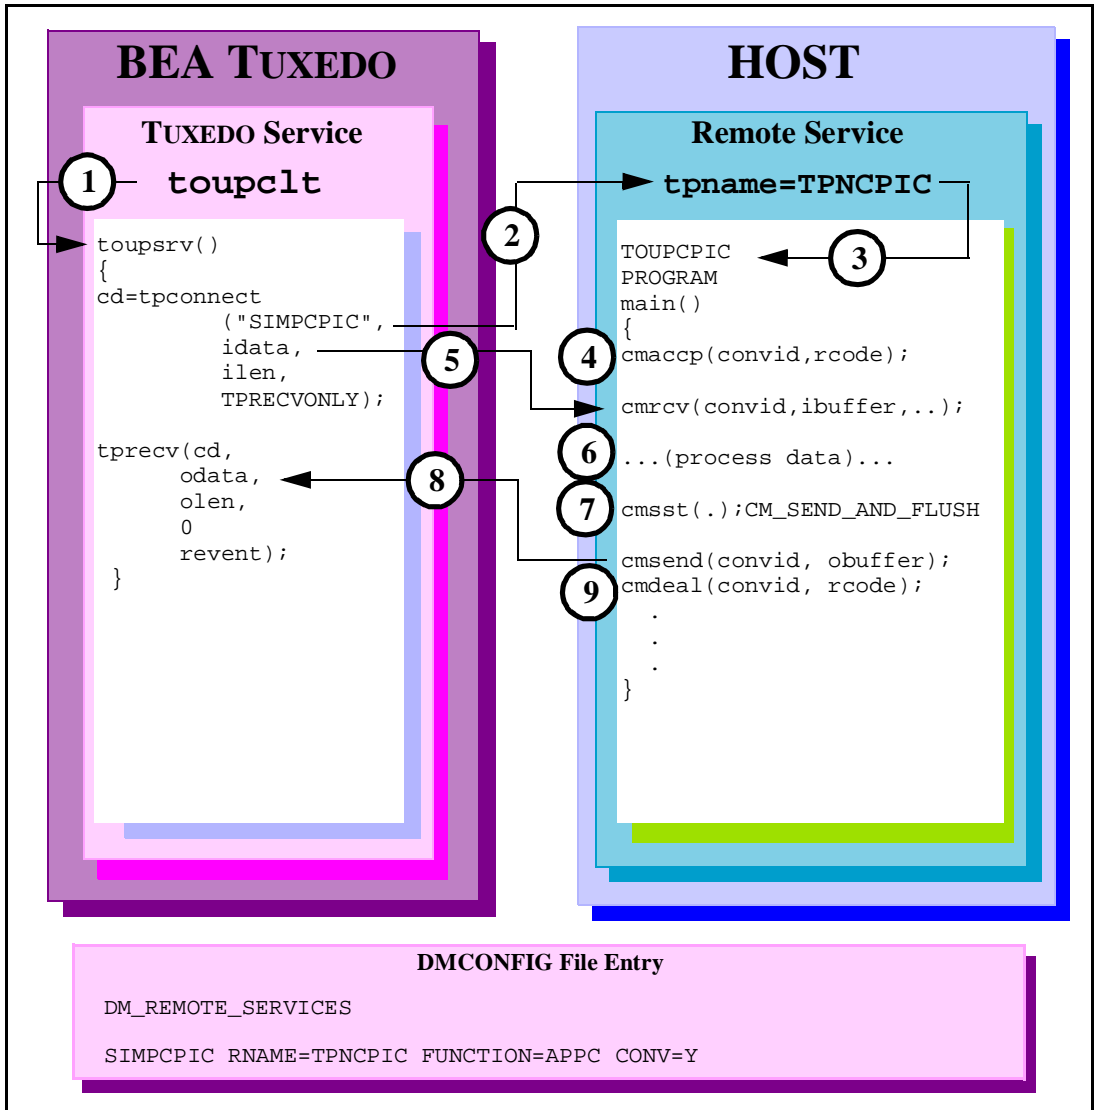 BEA TUXEDO
TUXEDO Service
1
toupclt
toupsrv()
{
cd=tpconnect
("SIMPCPIC",
idata,
ilen,
TPRECVONLY);
tprecv(cd,
odata,
olen,
0
revent);
}
2
5
8
HOST
Remote Service
tpname=TPNCPIC
3
TOUPCPIC
PROGRAM
main()
{
4
cmaccp(convid,rcode);
cmrcv(convid,ibuffer,..);
6
...(process data)...
7
cmsst(.);CM_SEND_AND_FLUSH
cmsend(convid, obuffer);
9
cmdeal(convid, rcode);
.
.
.
}
DMCONFIG File Entry
DM_REMOTE_SERVICES
SIMPCPIC RNAME=TPNCPIC FUNCTION=APPC CONV=Y